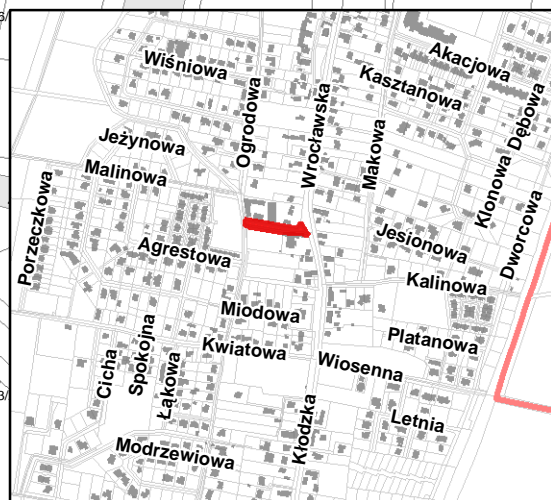 Akacjowa
Wiśniowa
Kasztanowa
Ogrodowa
Wrocławska
Dębowa
Makowa
Jeżynowa
Malinowa
Klonowa
Porzeczkowa
Dworcowa
Jesionowa
Agrestowa
Kalinowa
Miodowa
Platanowa
Kwiatowa
Spokojna
Wiosenna
Cicha
Łąkowa
Letnia
Kłodzka
Modrzewiowa